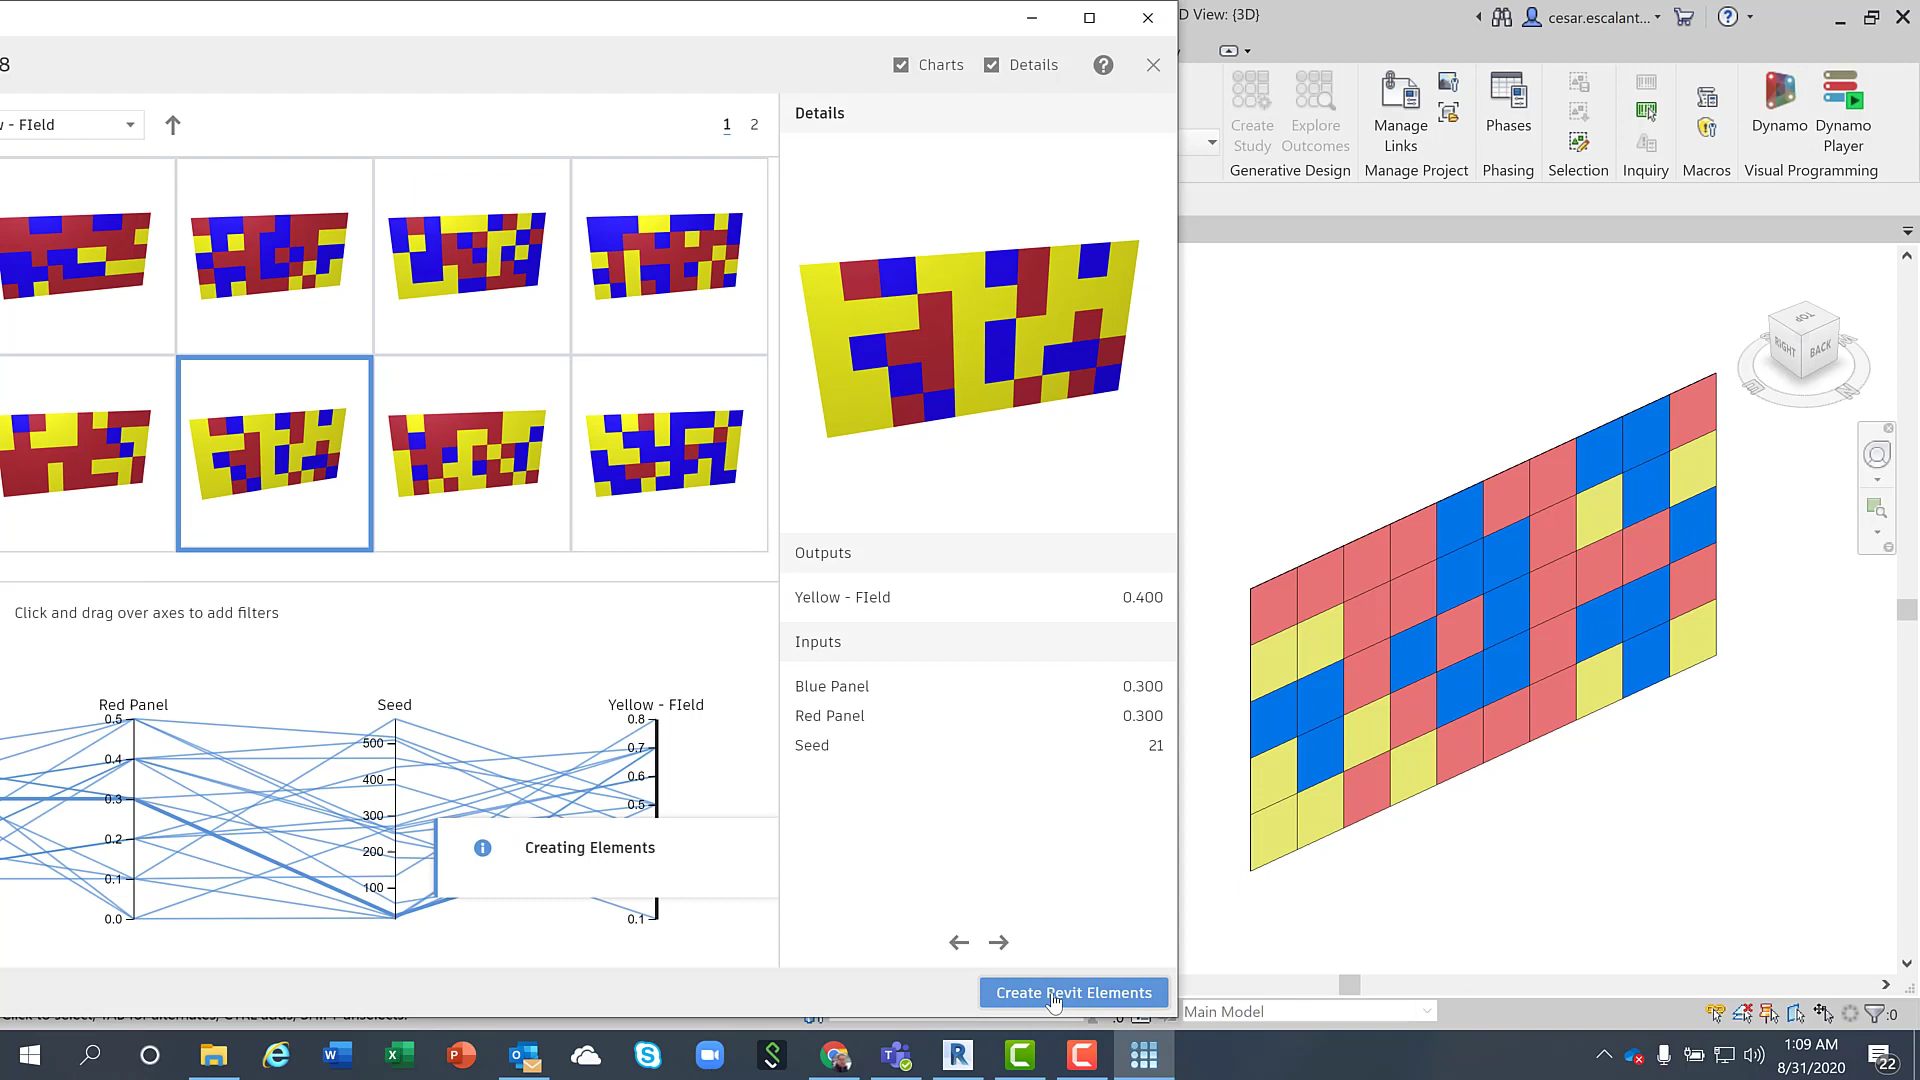 D View: {3D}
cesar.escalant...
8
Charts
Details
- FIeld
1 2
Details
Create
Study
Explore
Outcomes
Generative Design
Manage
Links
Manage Project
Phases
Phasing
Selection
Inquiry
Macros
Dynamo
Dynamo
Player
Visual Programming
TOP
RIGHT
BACK
Outputs
Yellow - FIeld 0.400
Inputs
Blue Panel 0.300
Red Panel 0.300
Seed 21
Click and drag over axes to add filters
Red Panel
0.5
0.4
0.3
0.2
0.1
0.0
Seed
500
400
300
200
100
Yellow - FIeld
0.8
0.7
0.6
0.5
0.1
Creating Elements
Create Revit Elements
Main Model
:0
1:09 AM
8/31/2020
22